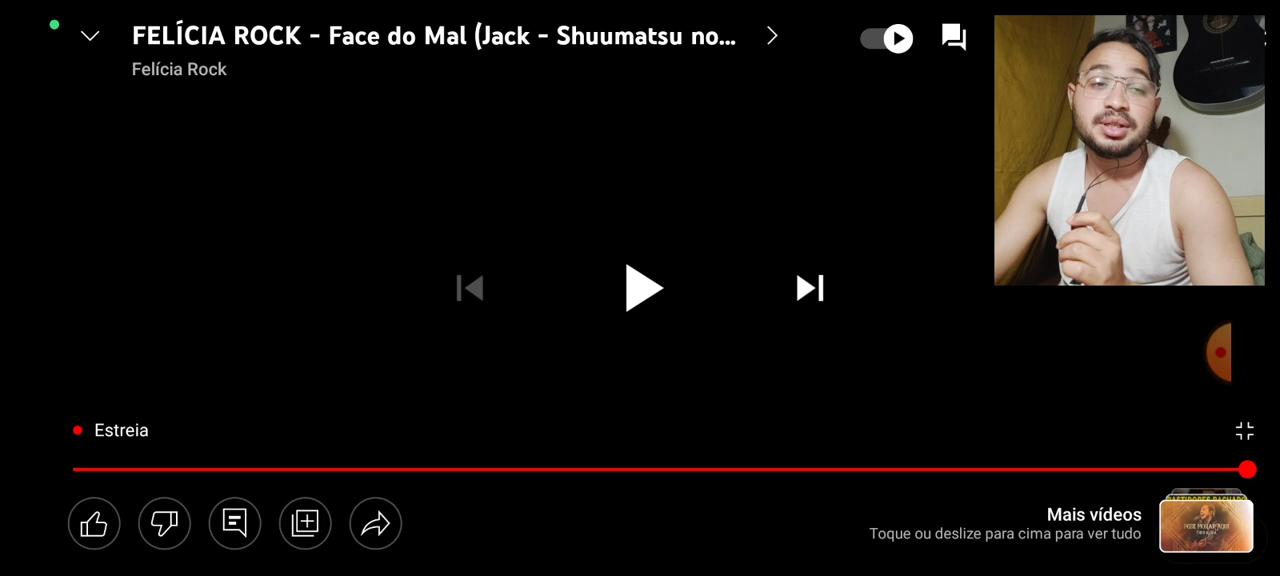 FELÍCIA ROCK - Face do Mal (Jack - Shuumatsu no...
Felícia Rock
Estreia
Mais vídeos
Toque ou deslize para cima para ver tudo